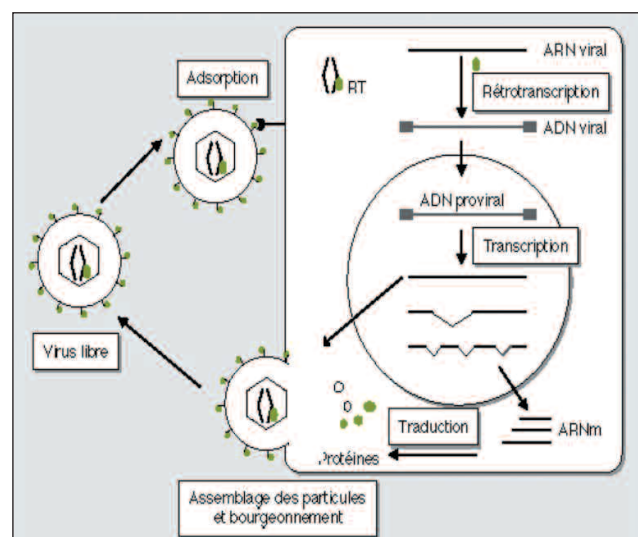 ARN viral
Adsorption
RT
Rétrotranscription
ADN viral
ADN proviral
Transcription
Virus libre
Traduction
ARNm
Protéines
Assemblage des particules
et bourgeonnement